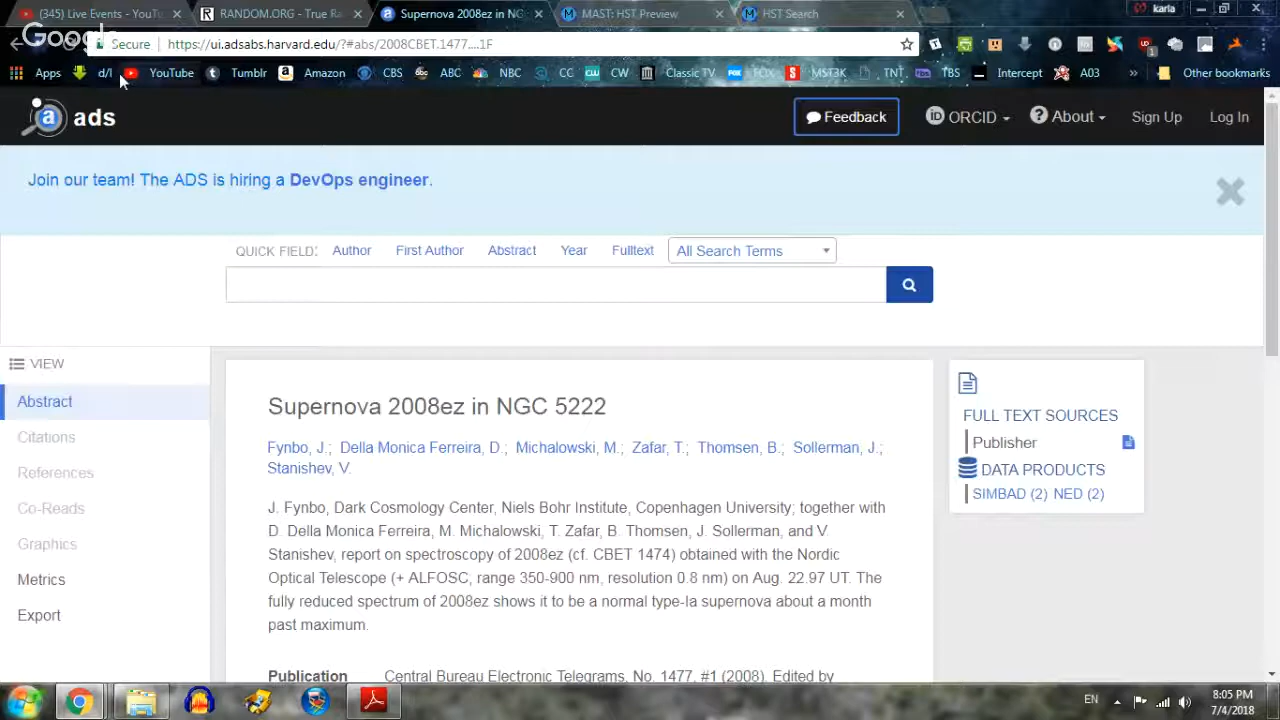 (345) Live Events - YouTu
RANDOM.ORG - True Ra
Supernova 2008ez in NG
MAST: HST Preview
HST Search
karla
Google
Secure
https://ui.adsabs.harvard.edu/?#abs/2008CBET.1477....1F
Apps
d/l
YouTube
Tumblr
Amazon
CBS
ABC
NBC
CC
CW
Classic TV
FOX
MST3K
TNT
TBS
Intercept
A03
»
Other bookmarks
ads
Feedback
ORCID
About
Sign Up
Log In
Join our team! The ADS is hiring a DevOps engineer.
QUICK FIELD:
Author
First Author
Abstract
Year
Fulltext
All Search Terms
VIEW
Abstract
Citations
References
Co-Reads
Graphics
Metrics
Export
Supernova 2008ez in NGC 5222
Fynbo, J.; Della Monica Ferreira, D.; Michalowski, M.; Zafar, T.; Thomsen, B.; Sollerman, J.;
Stanishev, V.
J. Fynbo, Dark Cosmology Center, Niels Bohr Institute, Copenhagen University; together with
D. Della Monica Ferreira, M. Michalowski, T. Zafar, B. Thomsen, J. Sollerman, and V.
Stanishev, report on spectroscopy of 2008ez (cf. CBET 1474) obtained with the Nordic
Optical Telescope (+ ALFOSC, range 350-900 nm, resolution 0.8 nm) on Aug. 22.97 UT. The
fully reduced spectrum of 2008ez shows it to be a normal type-Ia supernova about a month
past maximum.
Publication
Central Bureau Electronic Telegrams, No. 1477, #1 (2008). Edited by
FULL TEXT SOURCES
Publisher
DATA PRODUCTS
SIMBAD (2) NED (2)
EN
8:05 PM
7/4/2018